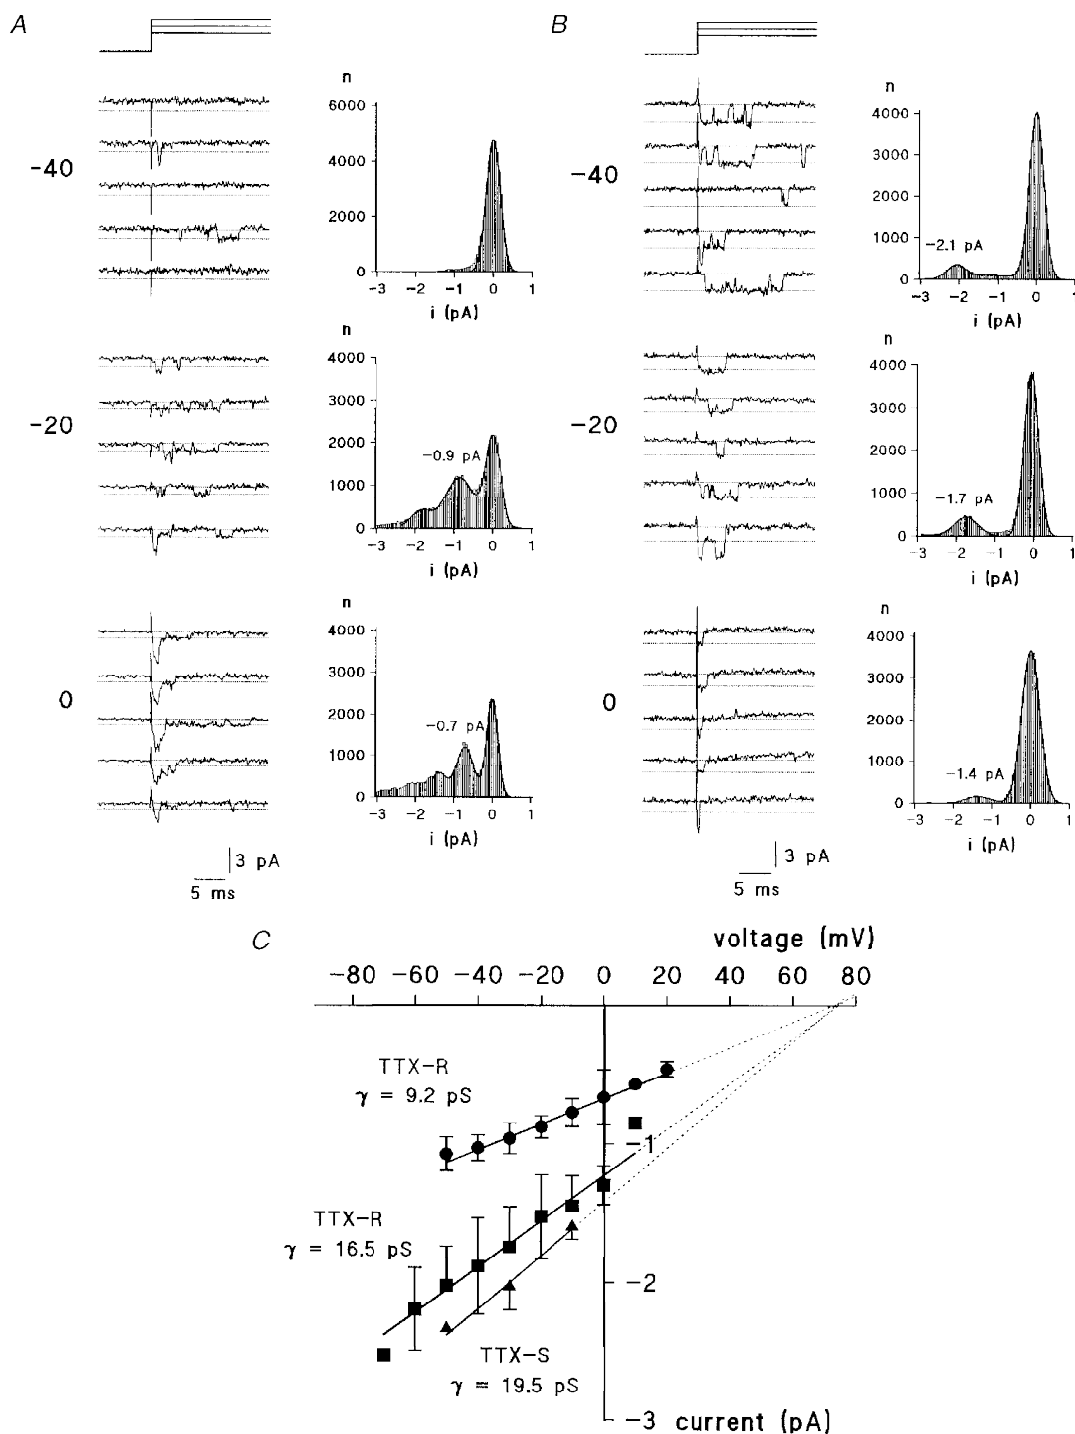 A
B
n
6000
4000
2000
0
-3 -2 -1 0 1
i (pA)
-40
n
4000
3000
2000
1000
0
-2.1 pA
-3 -2 -1 0 1
i (pA)
-40
n
4000
3000
2000
1000
0
-0.9 pA
-3 -2 -1 0 1
i (pA)
-20
n
4000
3000
2000
1000
0
-1.7 pA
-3 -2 -1 0 1
i (pA)
-20
n
4000
3000
2000
1000
0
-0.7 pA
-3 -2 -1 0 1
i (pA)
0
n
4000
3000
2000
1000
0
-1.4 pA
-3 -2 -1 0 1
i (pA)
0
3 pA
5 ms
3 pA
5 ms
C
voltage (mV)
-80 -60 -40 -20 0 20 40 60 80
TTX-R
γ = 9.2 pS
-1
TTX-R
γ = 16.5 pS
-2
TTX-S
γ = 19.5 pS
-3 current (pA)